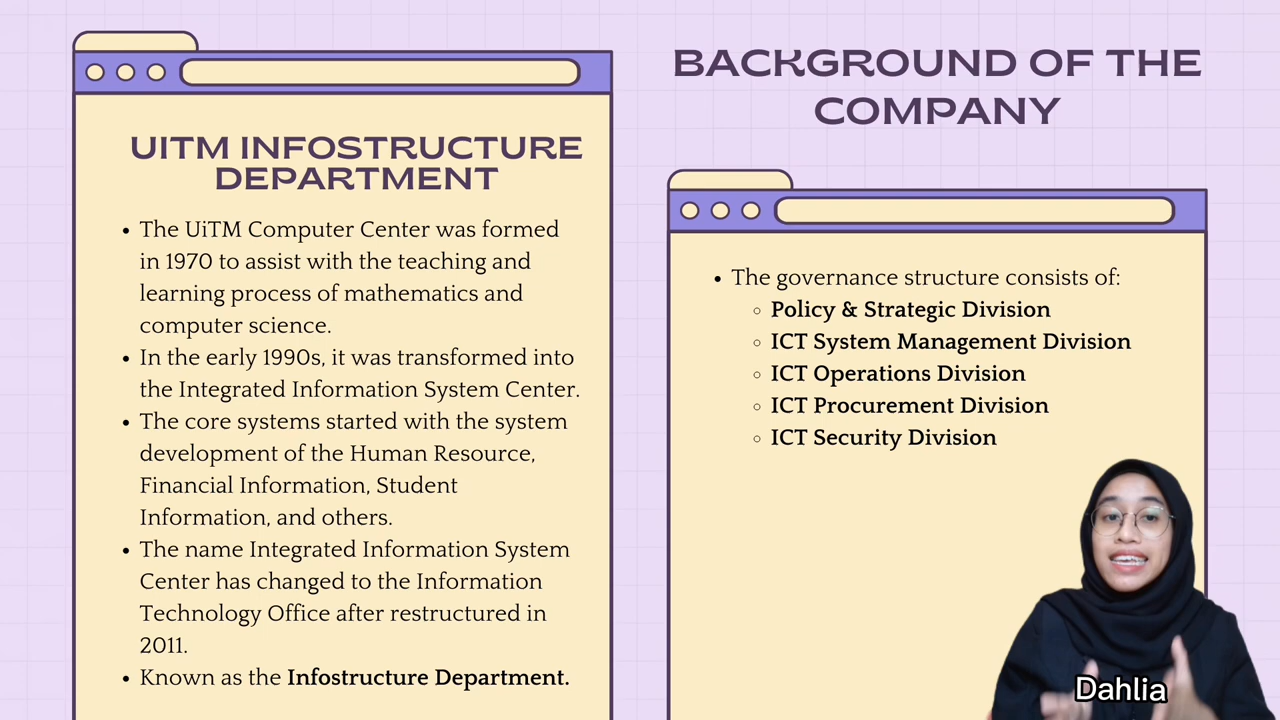 UITM INFOSTRUCTURE
DEPARTMENT
• The UiTM Computer Center was formed
in 1970 to assist with the teaching and
learning process of mathematics and
computer science.
• In the early 1990s, it was transformed into
the Integrated Information System Center.
• The core systems started with the system
development of the Human Resource,
Financial Information, Student
Information, and others.
• The name Integrated Information System
Center has changed to the Information
Technology Office after restructured in
2011.
• Known as the Infostructure Department.
BACKGROUND OF THE
COMPANY
• The governance structure consists of:
◦ Policy & Strategic Division
◦ ICT System Management Division
◦ ICT Operations Division
◦ ICT Procurement Division
◦ ICT Security Division
Dahlia